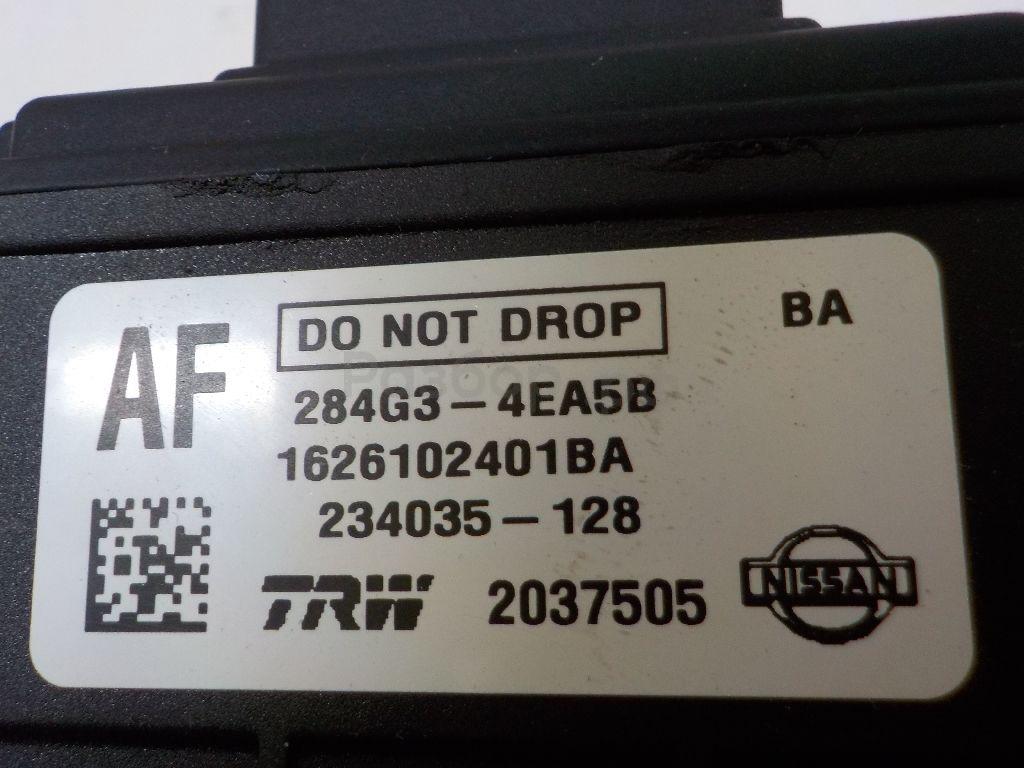 AF
DO NOT DROP
BA
284G3-4EA5B
1626102401BA
234035-128
TRW 2037505 NISSAN